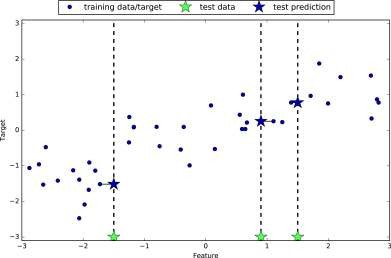 training data/target test data test prediction
3
2
1
0
−1
−2
−3
Target
−3 −2 −1 0 1 2 3
Feature